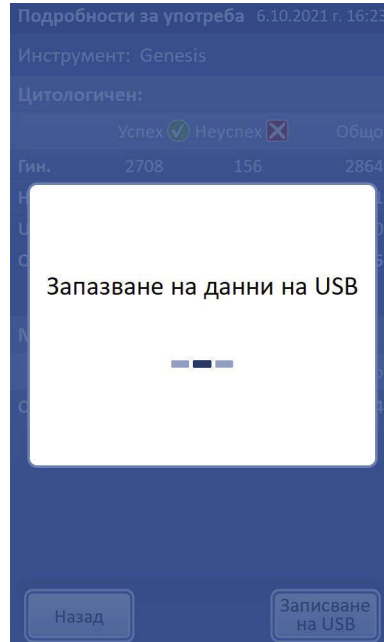 Подробности за употреба 6.10.2021 г. 16:23
Инструмент: Genesis
Цитологичен:
Успех Неуспех Общо
Гин. 2708 156 2864
Запазване на данни на USB
Назад
Записване
на USB